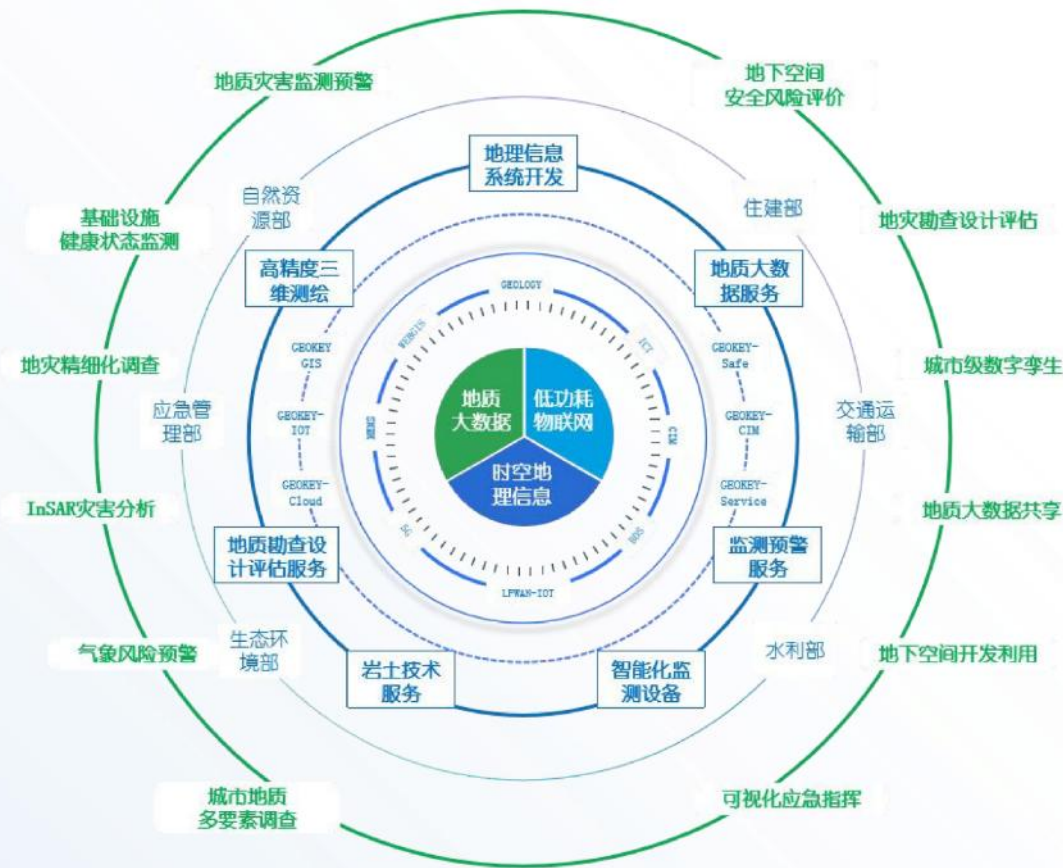 地质灾害监测预警
地下空间
安全风险评价
地理信息
系统开发
自然资
源部
住建部
基础设施
健康状态监测
地灾勘查设计评估
高精度三
维测绘
地质大数
据服务
GEOLOGY
WEBGIS
ICT
GEOKEY
GIS
GEOKEY-
Safe
地灾精细化调查
城市级数字孪生
地质
大数据
低功耗
物联网
应急管
理部
GEOKEY-
IOT
CIM
GEOKEY-
CIM
交通运
输部
时空地
理信息
GEOKEY-
Cloud
GEOKEY-
Service
InSAR灾害分析
地质大数据共享
5G
BDS
地质勘查设
计评估服务
监测预警
服务
LPWAN-IOT
生态环
境部
水利部
气象风险预警
地下空间开发利用
岩土技术
服务
智能化监
测设备
城市地质
多要素调查
可视化应急指挥